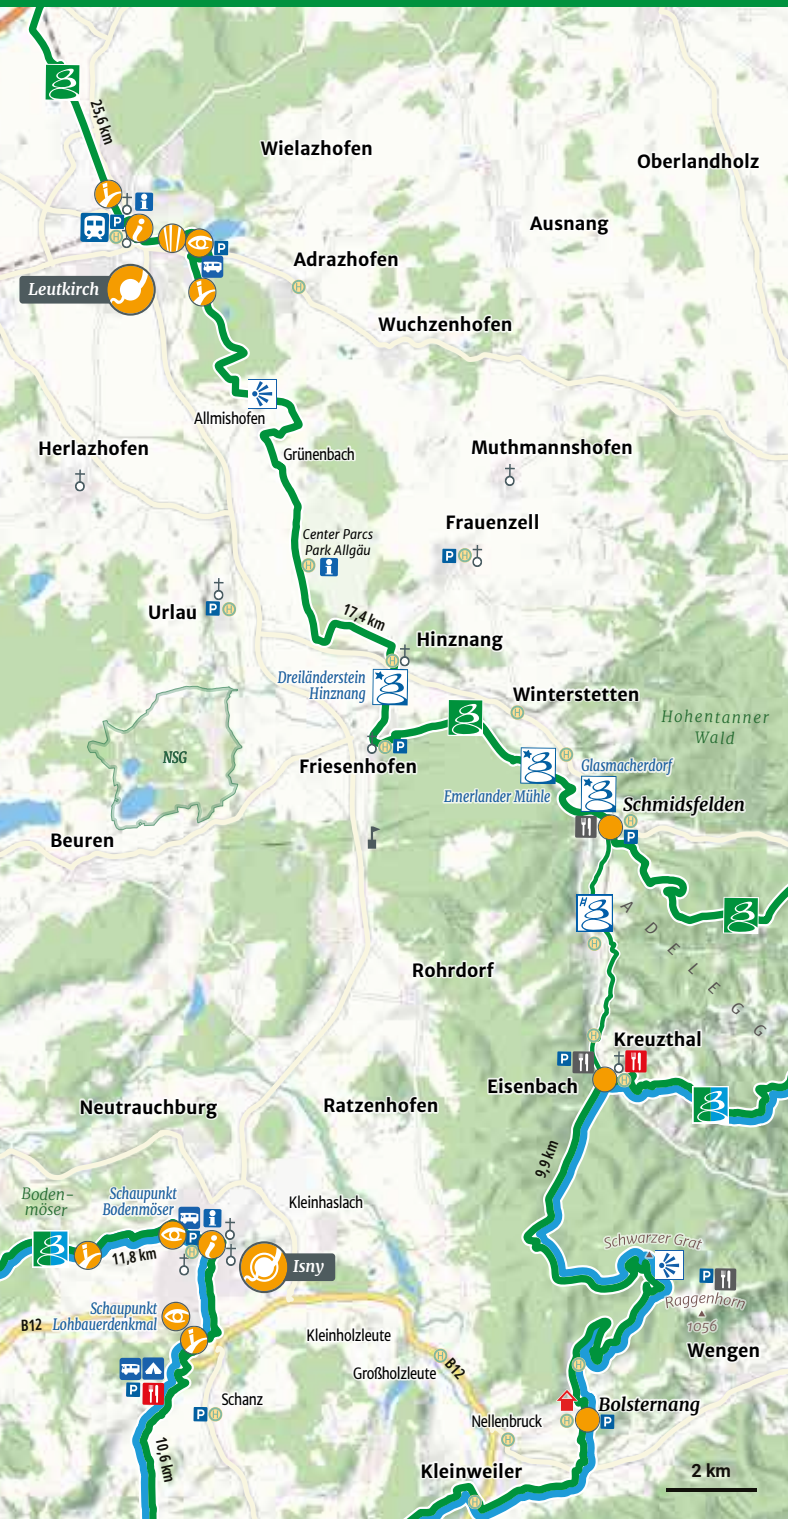 25,6 km
Wielazhofen
Oberlandholz
P
P
Ausnang
H
P
Adrazhofen
Leutkirch
H
Wuchzenhofen
Allmishofen
Herlazhofen
Muthmannshofen
Grünenbach
Frauenzell
Center Parcs
Park Allgäu
H
P H
Urlau
P H
17,4 km
Hinznang
H
Dreiländerstein
Hinznang
Winterstetten
H
Hohentanner
Wald
NSG
H P
Friesenhofen
H
Glasmacherdorf
Emerlander Mühle
Schmidsfelden
H
P
Beuren
H
ADELEGG
H
Rohrdorf
H
Kreuzthal
P
H
Eisenbach
Neutrauchburg
Ratzenhofen
9,9 km
Boden-
möser
Schaupunkt
Bodenmöser
Kleinhaslach
P
H
11,8 km
Isny
Schwarzer Grat
P
Raggenhorn
1056
Schaupunkt
Lohbauerdenkmal
B12
Kleinholzleute
Wengen
H
B12
Großholzleute
H
P
Schanz
P H
Bolsternang
H
P
Nellenbruck
H
10,6 km
Kleinweiler
H
2 km